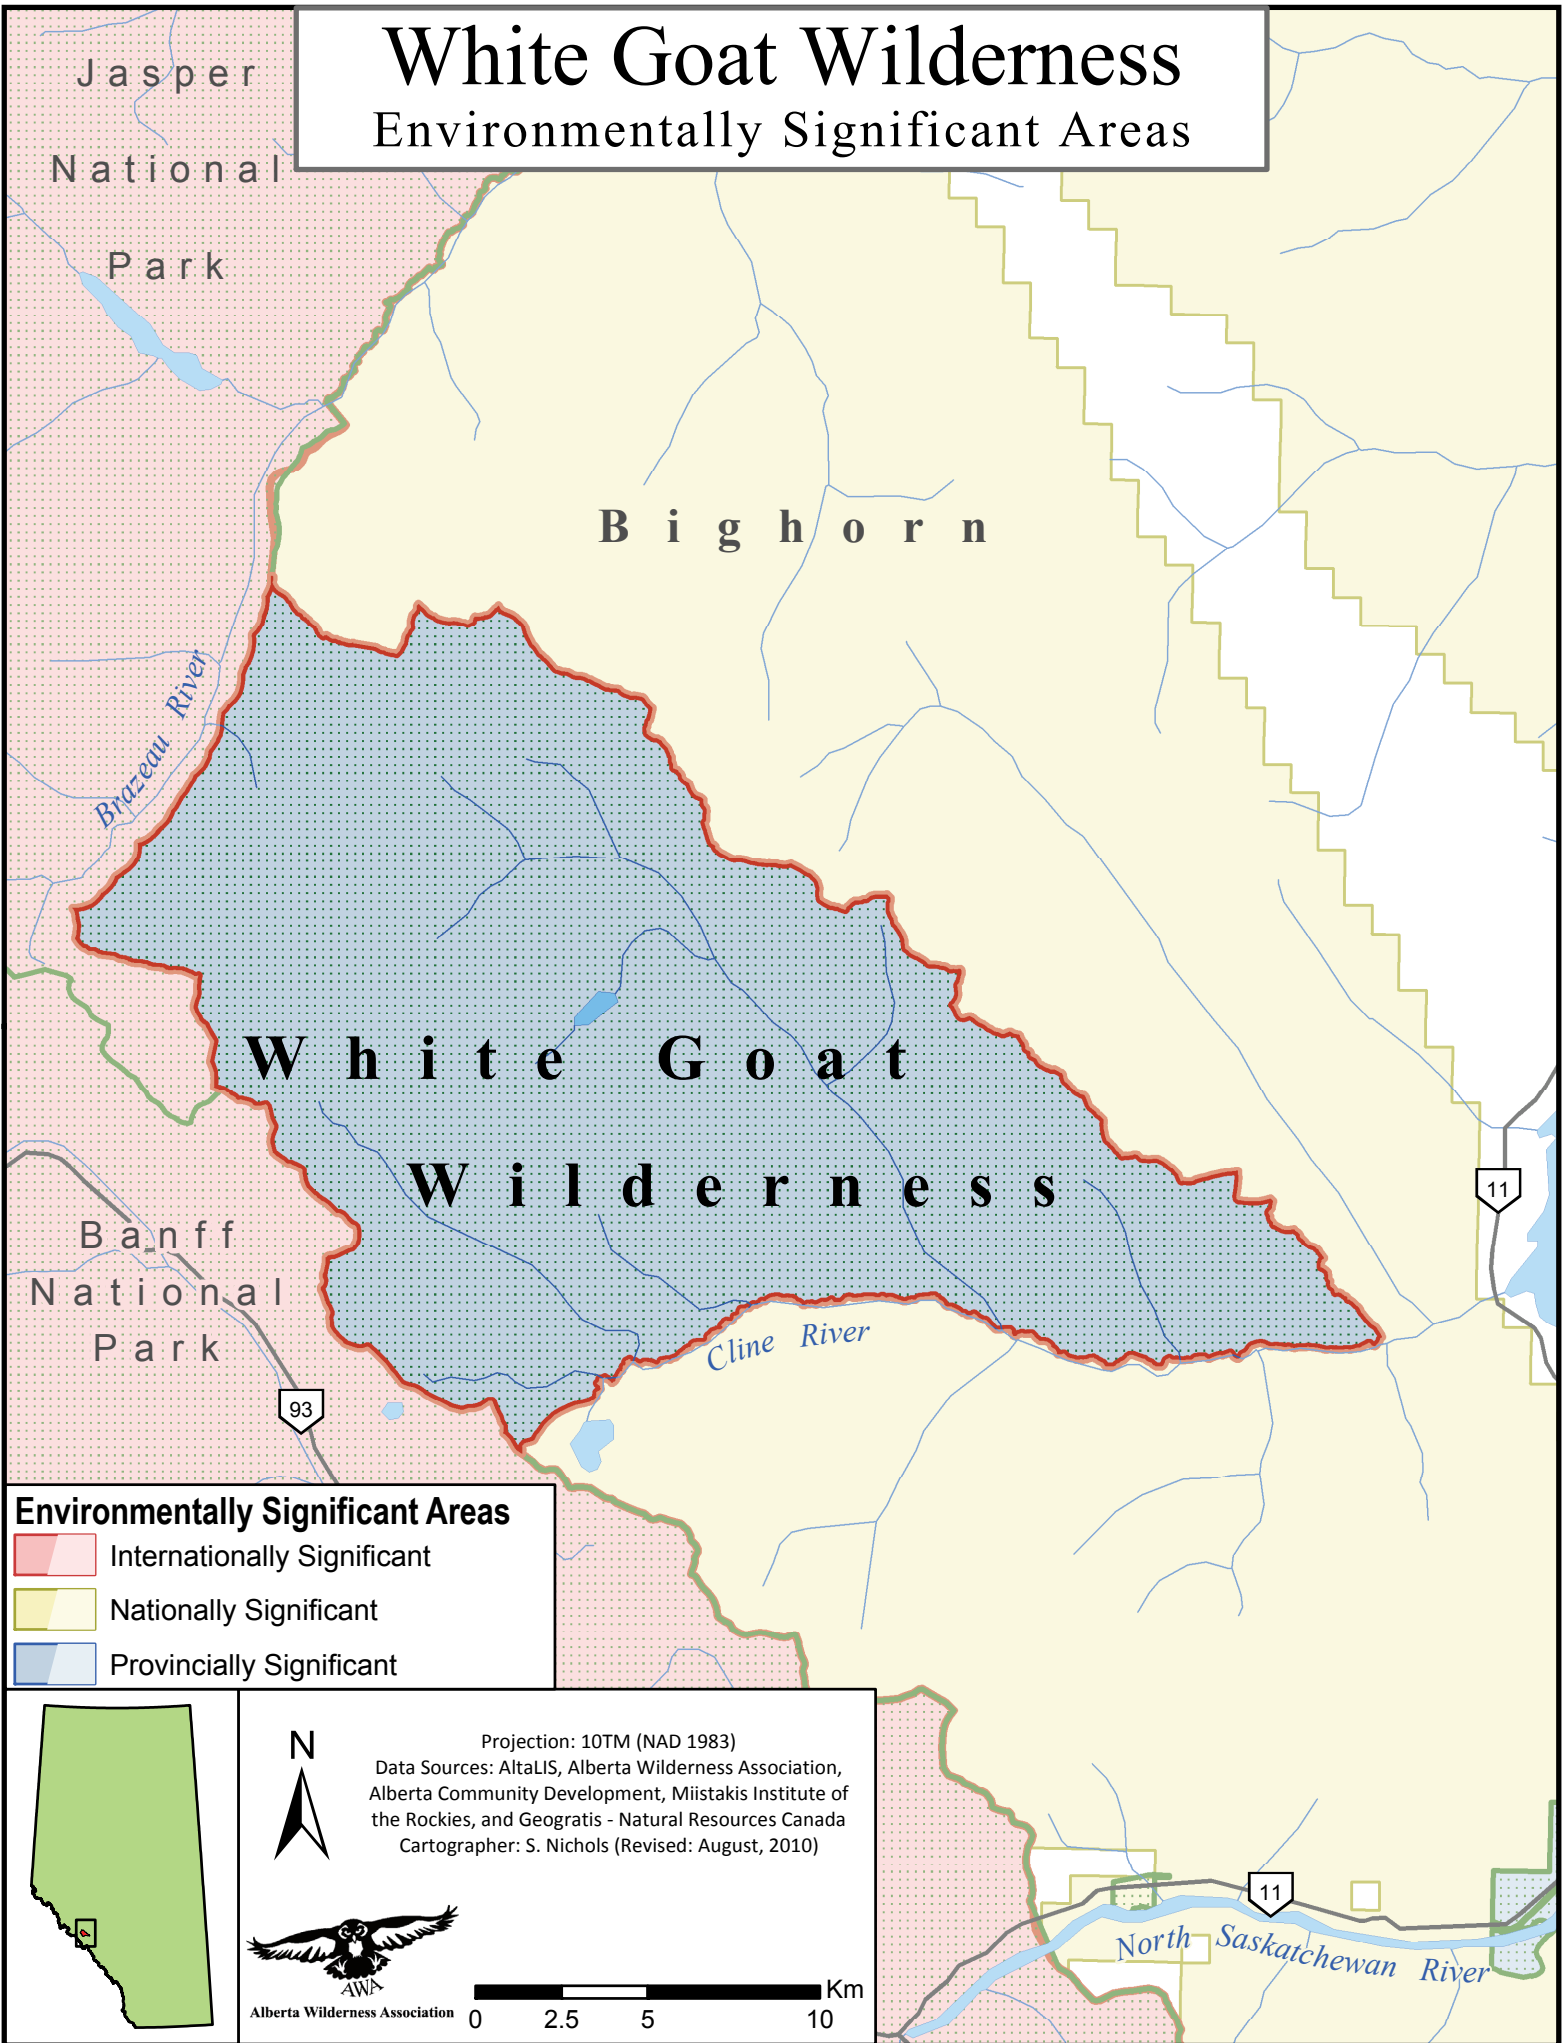 White Goat Wilderness
Environmentally Significant Areas
Jasper
National
Park
Bighorn
Brazeau River
White Goat
Wilderness
11
Banff
National
Park
Cline River
93
Environmentally Significant Areas
Internationally Significant
Nationally Significant
Provincially Significant
N
Projection: 10TM (NAD 1983)
Data Sources: AltaLIS, Alberta Wilderness Association,
Alberta Community Development, Miistakis Institute of
the Rockies, and Geogratis - Natural Resources Canada
Cartographer: S. Nichols (Revised: August, 2010)
11
North Saskatchewan River
AWA
Alberta Wilderness Association
Km
0 2.5 5 10